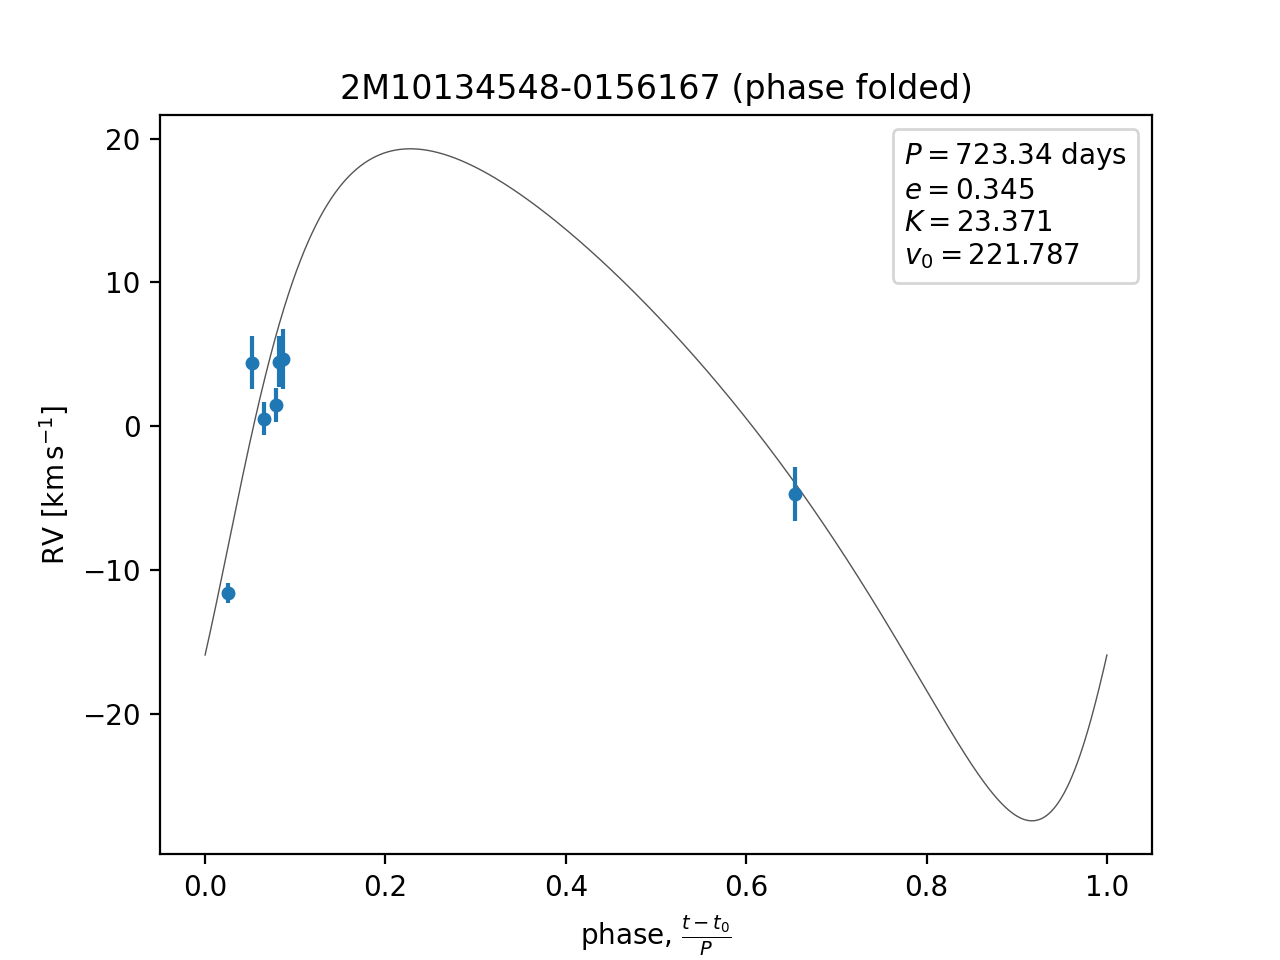 2M10134548-0156167 (phase folded)
P = 723.34 days
e = 0.345
K = 23.371
v₀ = 221.787
20
10
0
−10
−20
RV [km s⁻¹]
0.0 0.2 0.4 0.6 0.8 1.0
phase, (t − t₀)/P